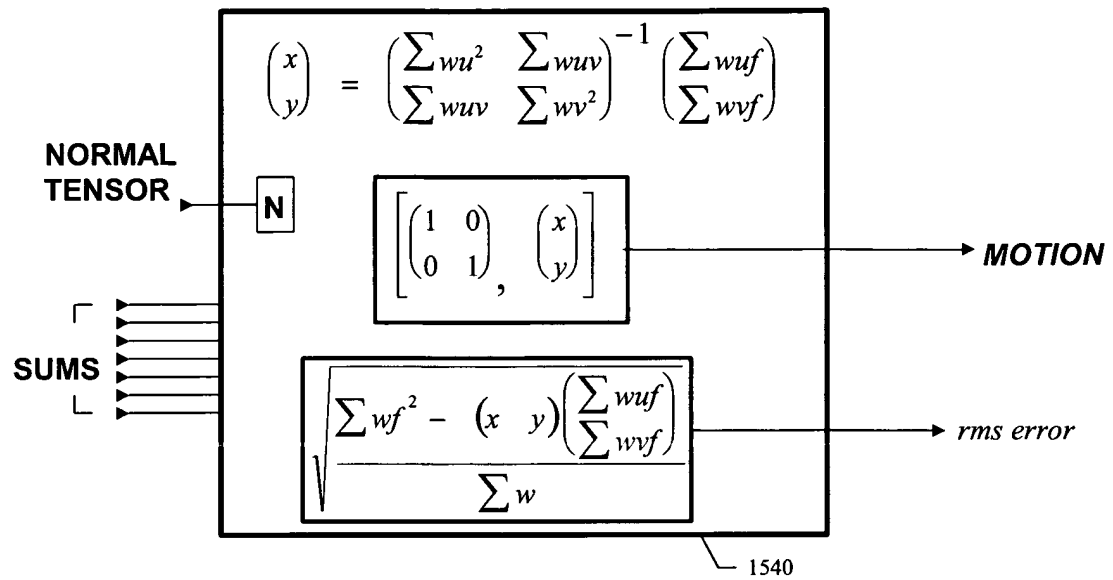 (x y) = (∑wu² ∑wuv ∑wuv ∑wv²)⁻¹ (∑wuf ∑wvf)
NORMAL
TENSOR
N
[(1 0 0 1), (x y)]
MOTION
SUMS
√ ∑wf² - (x y)(∑wuf ∑wvf)
∑w
rms error
1540